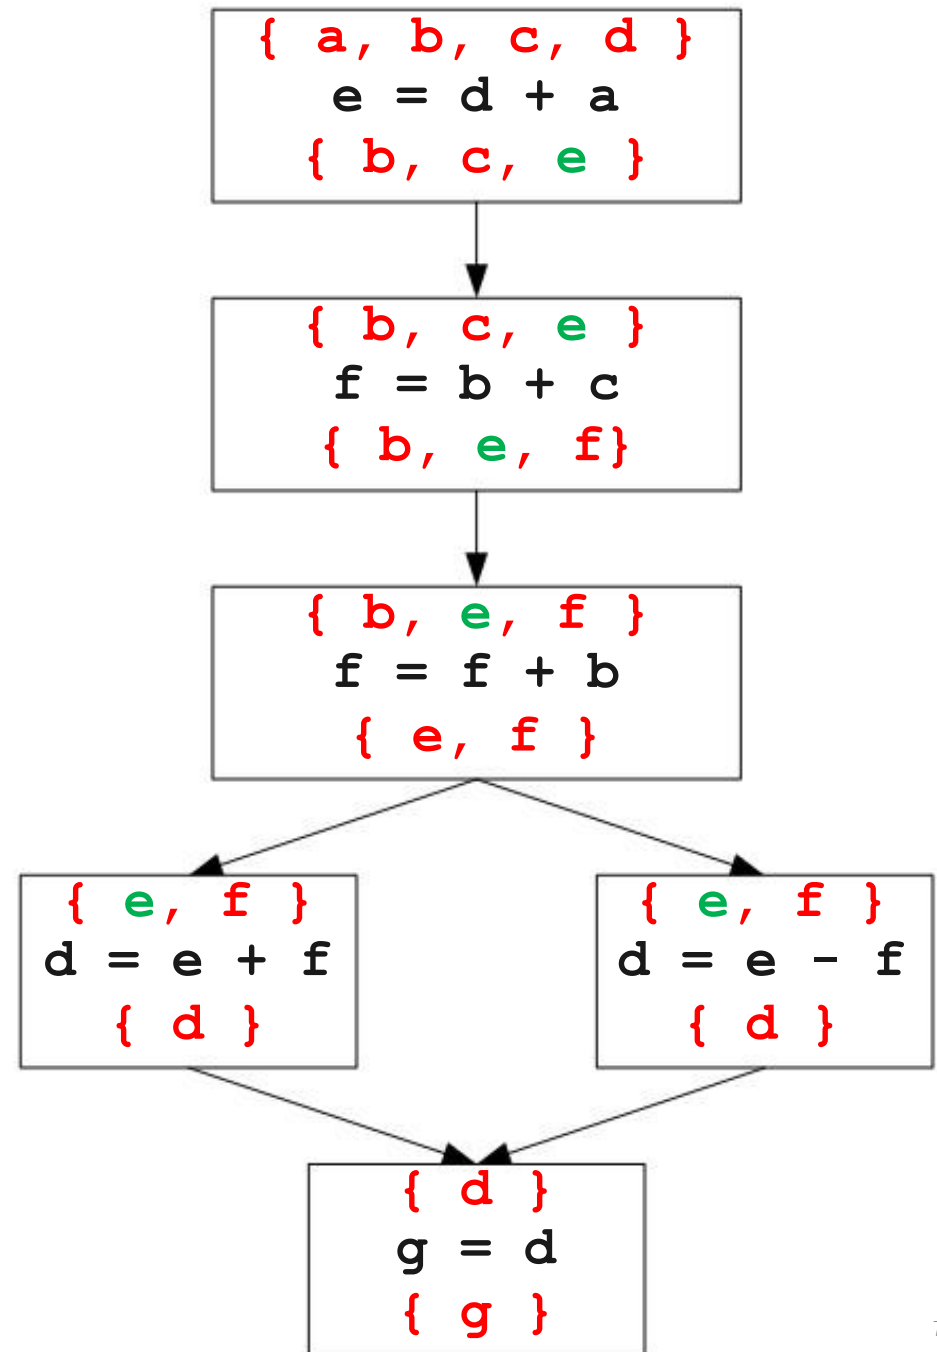 { a, b, c, d }
e = d + a
{ b, c, e }
{ b, c, e }
f = b + c
{ b, e, f}
{ b, e, f }
f = f + b
{ e, f }
{ e, f }
d = e + f
{ d }
{ e, f }
d = e - f
{ d }
{ d }
g = d
{ g }